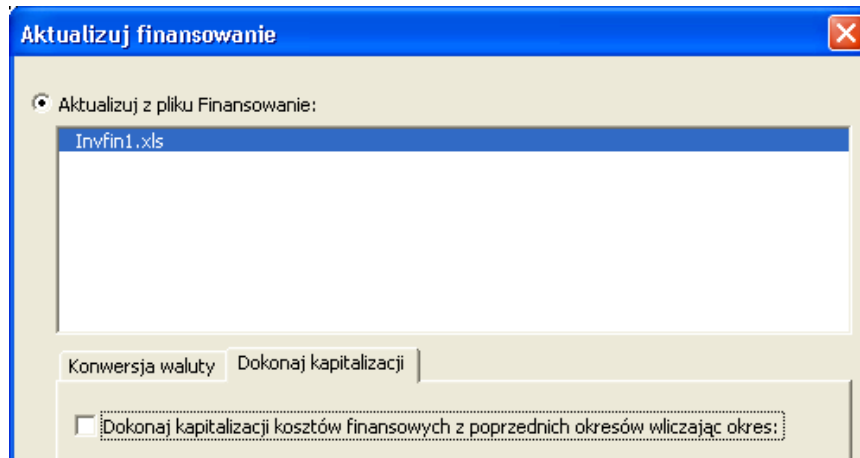 Aktualizuj finansowanie
Aktualizuj z pliku Finansowanie:
Invfin1.xls
Konwersja waluty
Dokonaj kapitalizacji
Dokonaj kapitalizacji kosztów finansowych z poprzednich okresów wliczając okres: